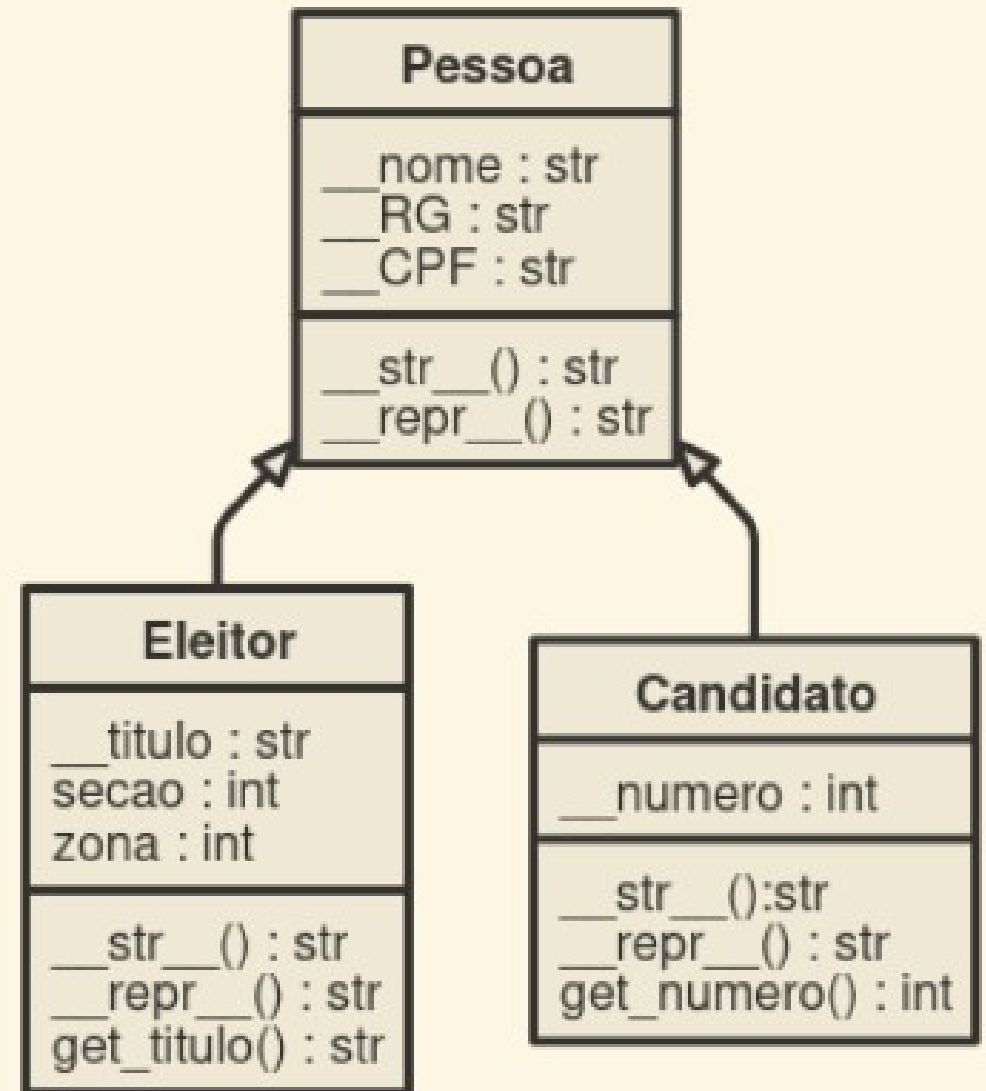 Pessoa
__nome : str
__RG : str
__CPF : str
__str__() : str
__repr__() : str
Eleitor
__titulo : str
secao : int
zona : int
__str__() : str
__repr__() : str
get_titulo() : str
Candidato
__numero : int
__str__():str
__repr__() : str
get_numero() : int